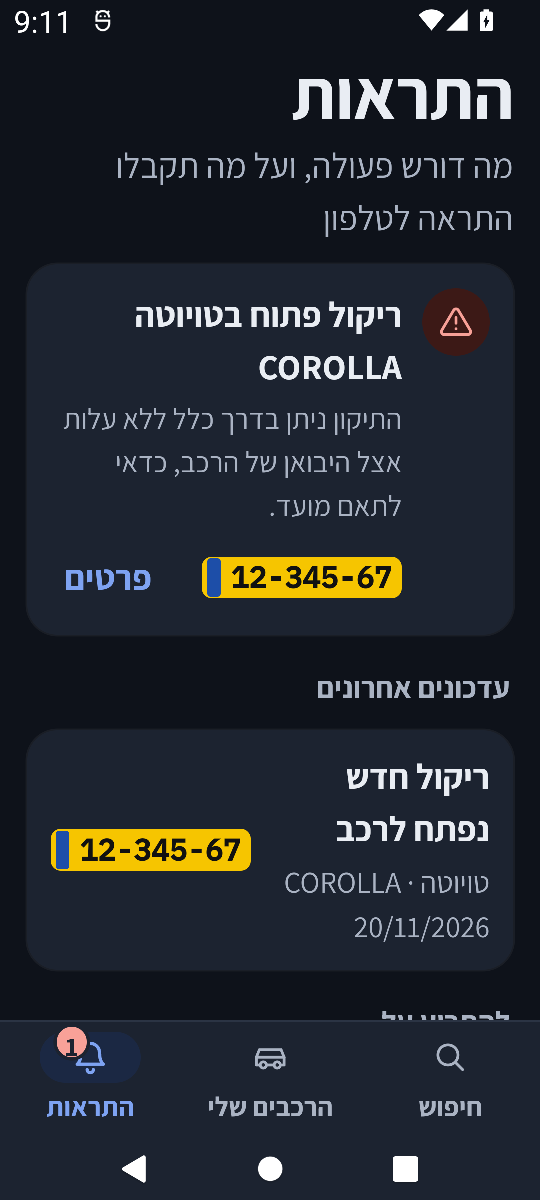 9:11
התראות
מה דורש פעולה, ועל מה תקבלו
התראה לטלפון
ריקול פתוח בטויוטה
COROLLA
התיקון ניתן בדרך כלל ללא עלות
אצל היבואן של הרכב, כדאי
לתאם מועד.
12-345-67
פרטים
עדכונים אחרונים
ריקול חדש
נפתח לרכב
12-345-67
טויוטה · COROLLA
20/11/2026
חיפוש
הרכבים שלי
1
התראות